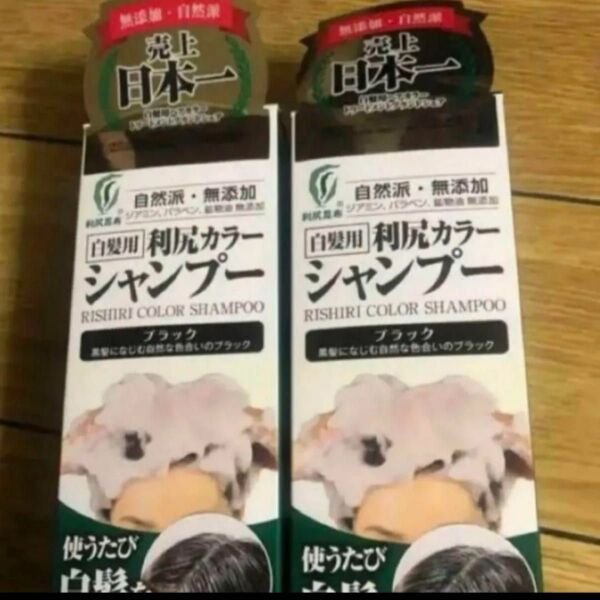 無添加・自然派
売上
日本一
無添加・自然派
売上
日本一
利尻昆布
自然派・無添加
ジアミン、パラベン、鉱物油 無添加
白髪用 利尻カラー
シャンプー
RISHIRI COLOR SHAMPOO
ブラック
黒髪になじむ自然な色合いのブラック
使うたび
白髪
利尻昆布
自然派・無添加
ジアミン、パラベン、鉱物油 無添加
白髪用 利尻カラー
シャンプー
RISHIRI COLOR SHAMPOO
ブラック
黒髪になじむ自然な色合いのブラック
使うたび
白髪